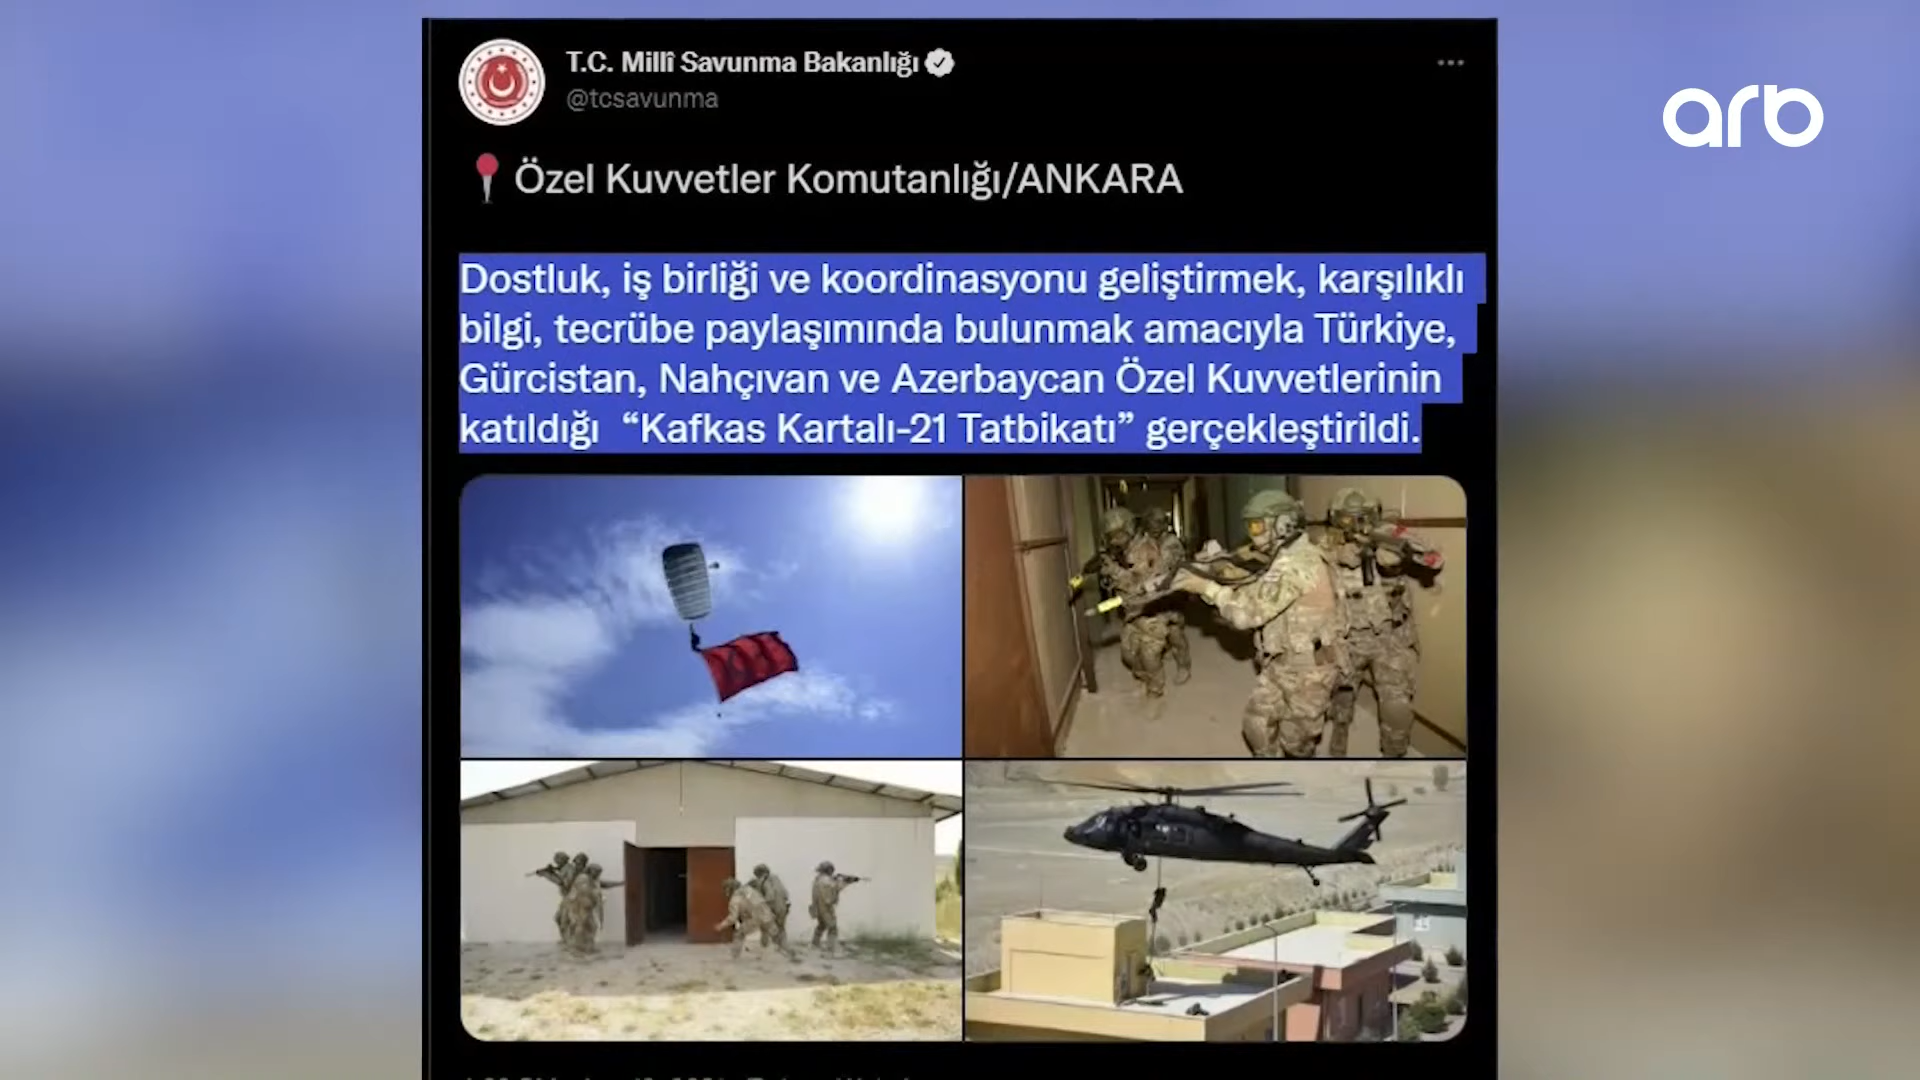 T.C. Millî Savunma Bakanlığı
@tcsavunma
arb
Özel Kuvvetler Komutanlığı/ANKARA
Dostluk, iş birliği ve koordinasyonu geliştirmek, karşılıklı
bilgi, tecrübe paylaşımında bulunmak amacıyla Türkiye,
Gürcistan, Nahçıvan ve Azerbaycan Özel Kuvvetlerinin
katıldığı “Kafkas Kartalı-21 Tatbikatı” gerçekleştirildi.